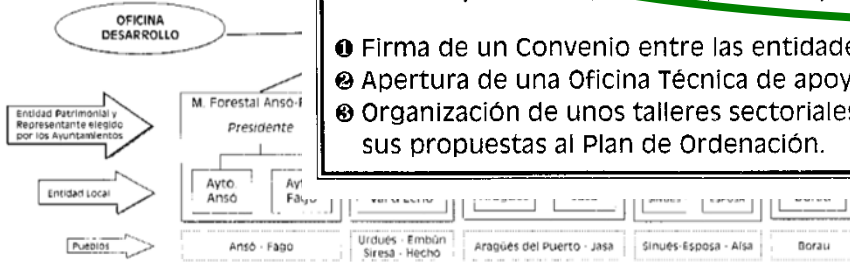 OFICINA
DESARROLLO
❶ Firma de un Convenio entre las entidade
❷ Apertura de una Oficina Técnica de apoy
❸ Organización de unos talleres sectoriales
sus propuestas al Plan de Ordenación.
Entidad Patrimonial y
Representante elegido
por los Ayuntamientos
M. Forestal Ansó-F
Presidente
Entidad Local
Ayto.
Ansó
Ay
Fago
Pueblos
Ansó - Fago
Urdués - Embún
Siresa - Hecho
Aragüés del Puerto - Jasa
Sinués-Esposa - Aísa
Borau